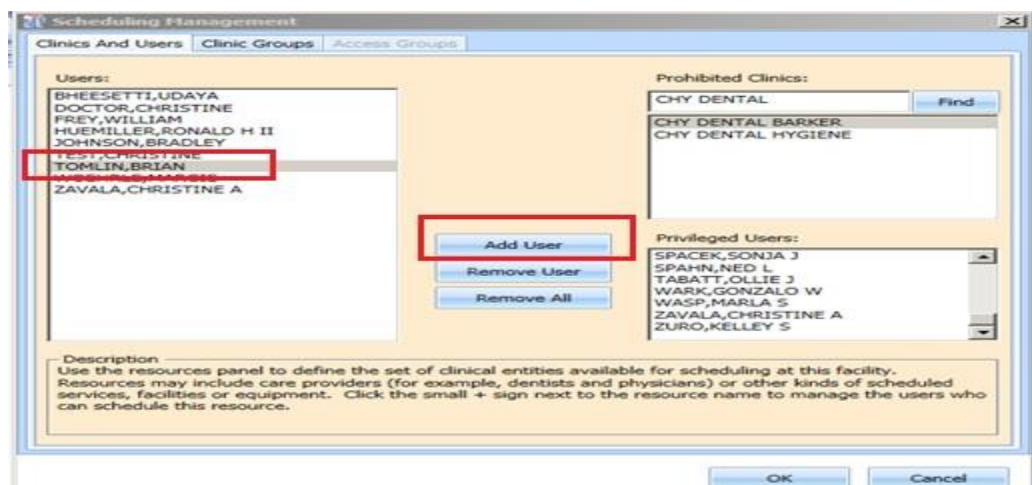 Scheduling Management
Clinics And Users Clinic Groups Access Groups
Users:
BHEESETTI,UDAYA
DOCTOR,CHRISTINE
FREY,WILLIAM
HUEMILLER,RONALD H II
JOHNSON,BRADLEY
TEST,CHRISTINE
TOMLIN,BRIAN
ZAVALA,CHRISTINE A
Add User
Remove User
Remove All
Prohibited Clinics:
CHY DENTAL Find
CHY DENTAL BARKER
CHY DENTAL HYGIENE
Privileged Users:
SPACEK,SONJA J
SPAHN,NED L
TABATT,OLLIE J
WARK,GONZALO W
WASP,MARLA S
ZAVALA,CHRISTINE A
ZURO,KELLEY S
Description
Use the resources panel to define the set of clinical entities available for scheduling at this facility.
Resources may include care providers (for example, dentists and physicians) or other kinds of scheduled
services, facilities or equipment. Click the small + sign next to the resource name to manage the users who
can schedule this resource.
OK Cancel